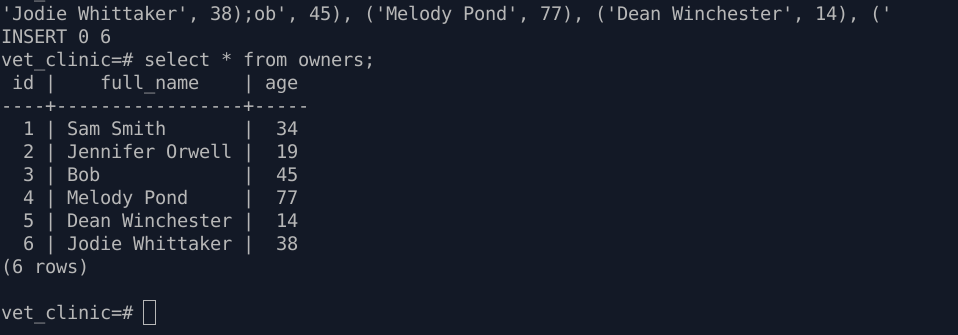 'Jodie Whittaker', 38);ob', 45), ('Melody Pond', 77), ('Dean Winchester', 14), ('
INSERT 0 6
vet_clinic=# select * from owners;
 id |    full_name    | age
----+-----------------+-----
  1 | Sam Smith       |  34
  2 | Jennifer Orwell |  19
  3 | Bob             |  45
  4 | Melody Pond     |  77
  5 | Dean Winchester |  14
  6 | Jodie Whittaker |  38
(6 rows)
vet_clinic=#